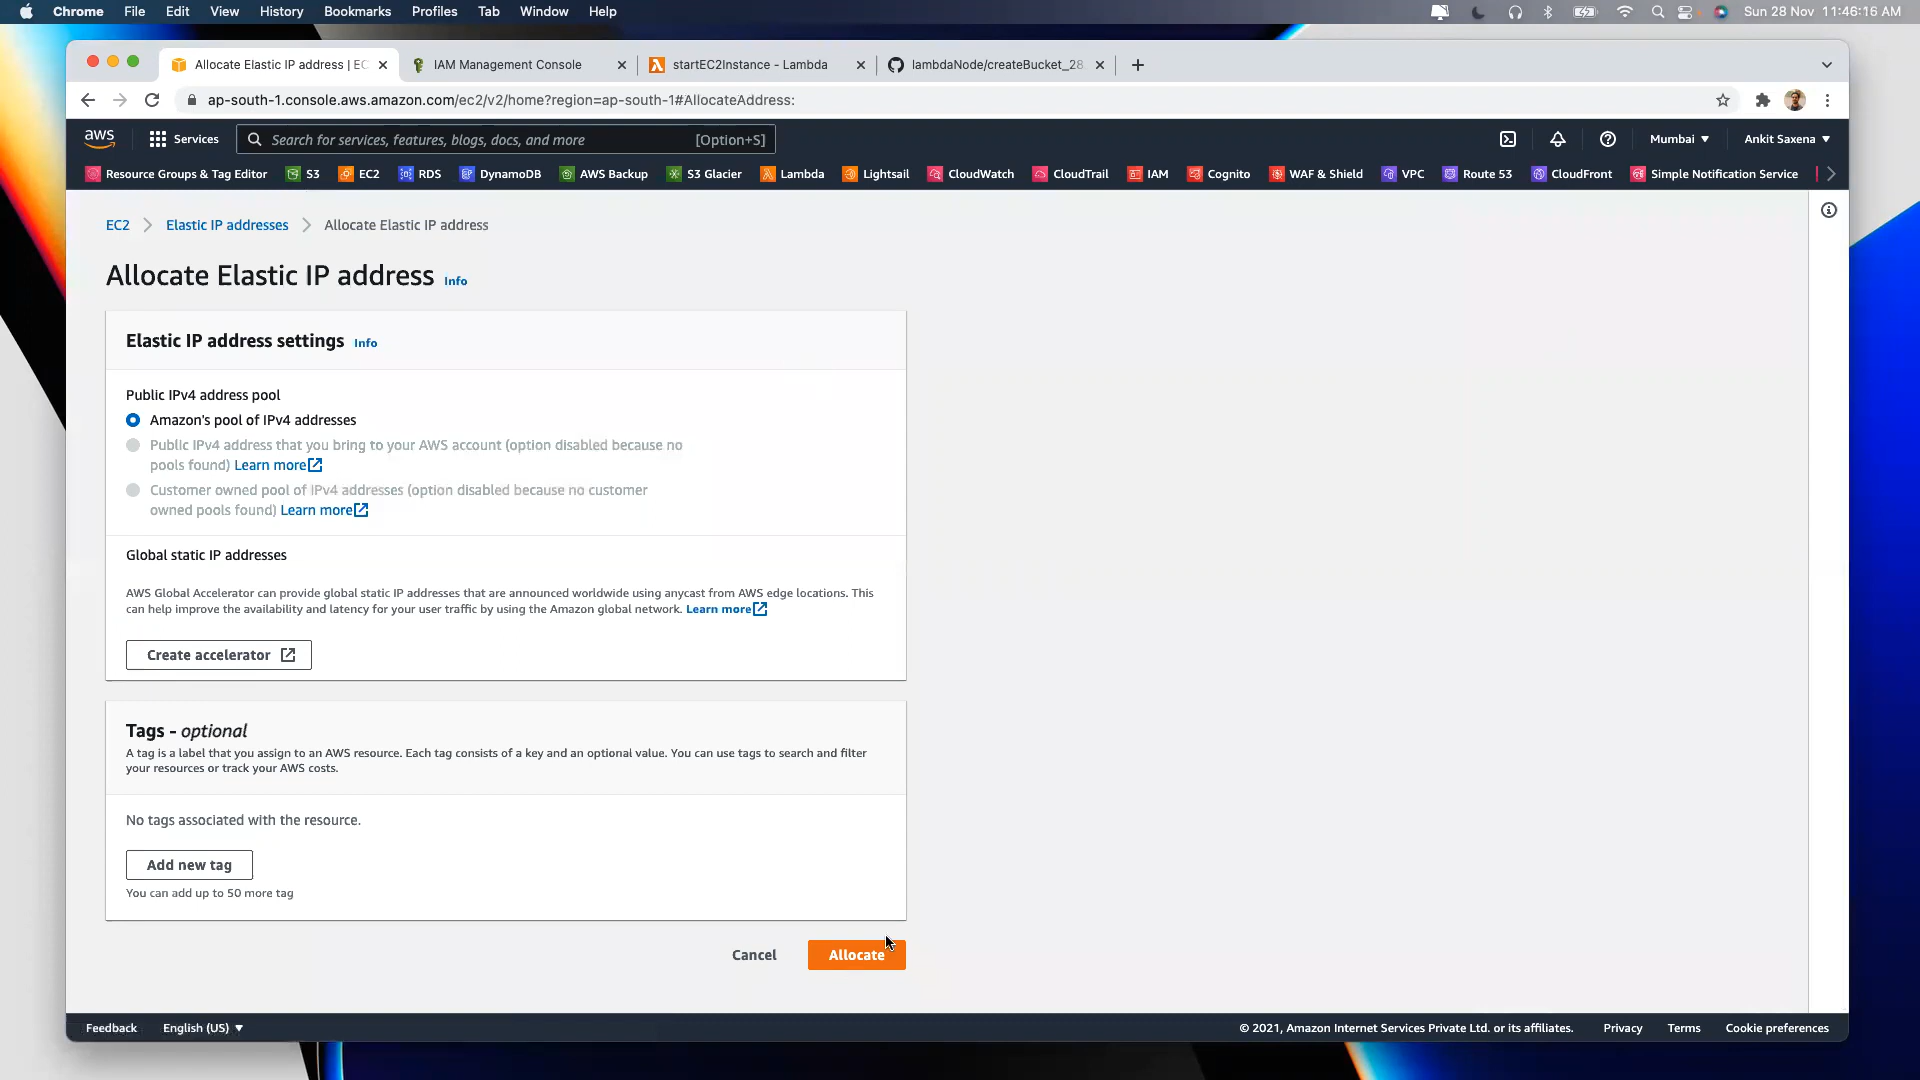 Chrome File Edit View History Bookmarks Profiles Tab Window Help Sun 28 Nov 11:46:16 AM
Allocate Elastic IP address | EC IAM Management Console startEC2Instance - Lambda lambdaNode/createBucket_28
ap-south-1.console.aws.amazon.com/ec2/v2/home?region=ap-south-1#AllocateAddress:
aws Services Search for services, features, blogs, docs, and more [Option+S] Mumbai Ankit Saxena
Resource Groups & Tag Editor S3 EC2 RDS DynamoDB AWS Backup S3 Glacier Lambda Lightsail CloudWatch CloudTrail IAM Cognito WAF & Shield VPC Route 53 CloudFront Simple Notification Service
EC2 Elastic IP addresses Allocate Elastic IP address
Allocate Elastic IP address Info
Elastic IP address settings Info
Public IPv4 address pool
Amazon's pool of IPv4 addresses
Public IPv4 address that you bring to your AWS account (option disabled because no
pools found) Learn more
Customer owned pool of IPv4 addresses (option disabled because no customer
owned pools found) Learn more
Global static IP addresses
AWS Global Accelerator can provide global static IP addresses that are announced worldwide using anycast from AWS edge locations. This
can help improve the availability and latency for your user traffic by using the Amazon global network. Learn more
Create accelerator
Tags - optional
A tag is a label that you assign to an AWS resource. Each tag consists of a key and an optional value. You can use tags to search and filter
your resources or track your AWS costs.
No tags associated with the resource.
Add new tag
You can add up to 50 more tag
Cancel Allocate
Feedback English (US) © 2021, Amazon Internet Services Private Ltd. or its affiliates. Privacy Terms Cookie preferences